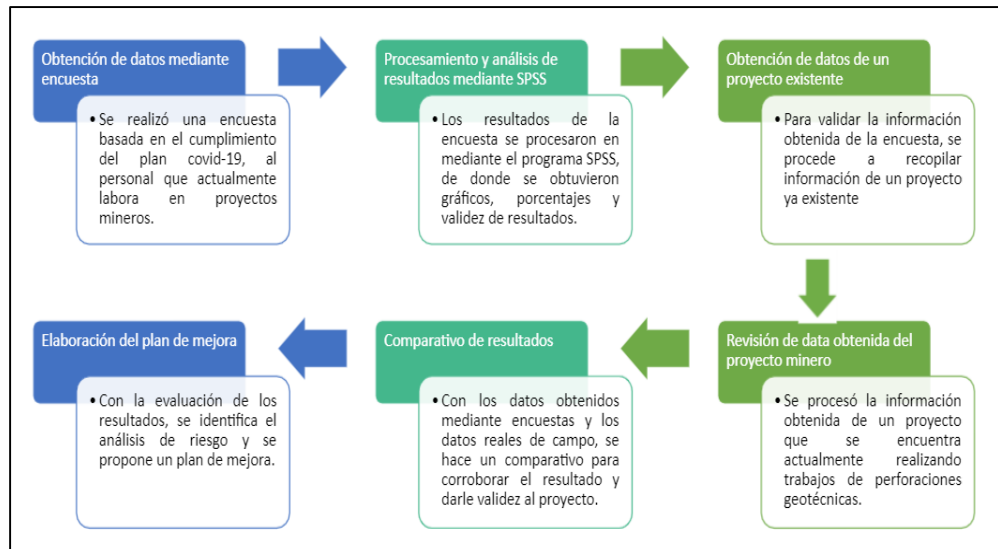 Obtención de datos mediante
encuesta
• Se realizó una encuesta
basada en el cumplimiento
del plan covid-19, al
personal que actualmente
labora en proyectos
mineros.
Procesamiento y análisis de
resultados mediante SPSS
• Los resultados de la
encuesta se procesaron en
mediante el programa SPSS,
de donde se obtuvieron
gráficos, porcentajes y
validez de resultados.
Obtención de datos de un
proyecto existente
• Para validar la información
obtenida de la encuesta, se
procede a recopilar
información de un proyecto
ya existente
Revisión de data obtenida del
proyecto minero
• Se procesó la información
obtenida de un proyecto
que se encuentra
actualmente realizando
trabajos de perforaciones
geotécnicas.
Comparativo de resultados
• Con los datos obtenidos
mediante encuestas y los
datos reales de campo, se
hace un comparativo para
corroborar el resultado y
darle validez al proyecto.
Elaboración del plan de mejora
• Con la evaluación de los
resultados, se identifica el
análisis de riesgo y se
propone un plan de mejora.